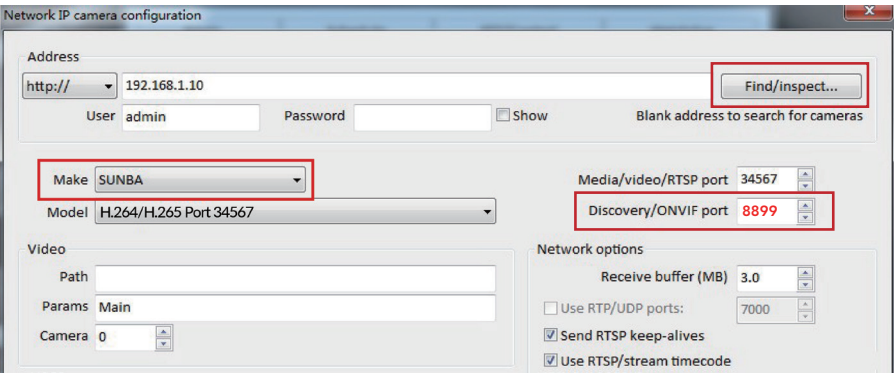 Network IP camera configuration
x
Address
http:// 192.168.1.10 Find/inspect...
User admin Password Show Blank address to search for cameras
Make SUNBA Media/video/RTSP port 34567
Model H.264/H.265 Port 34567 Discovery/ONVIF port 8899
Video Network options
Path Receive buffer (MB) 3.0
Params Main Use RTP/UDP ports: 7000
Camera 0 Send RTSP keep-alives
Use RTSP/stream timecode